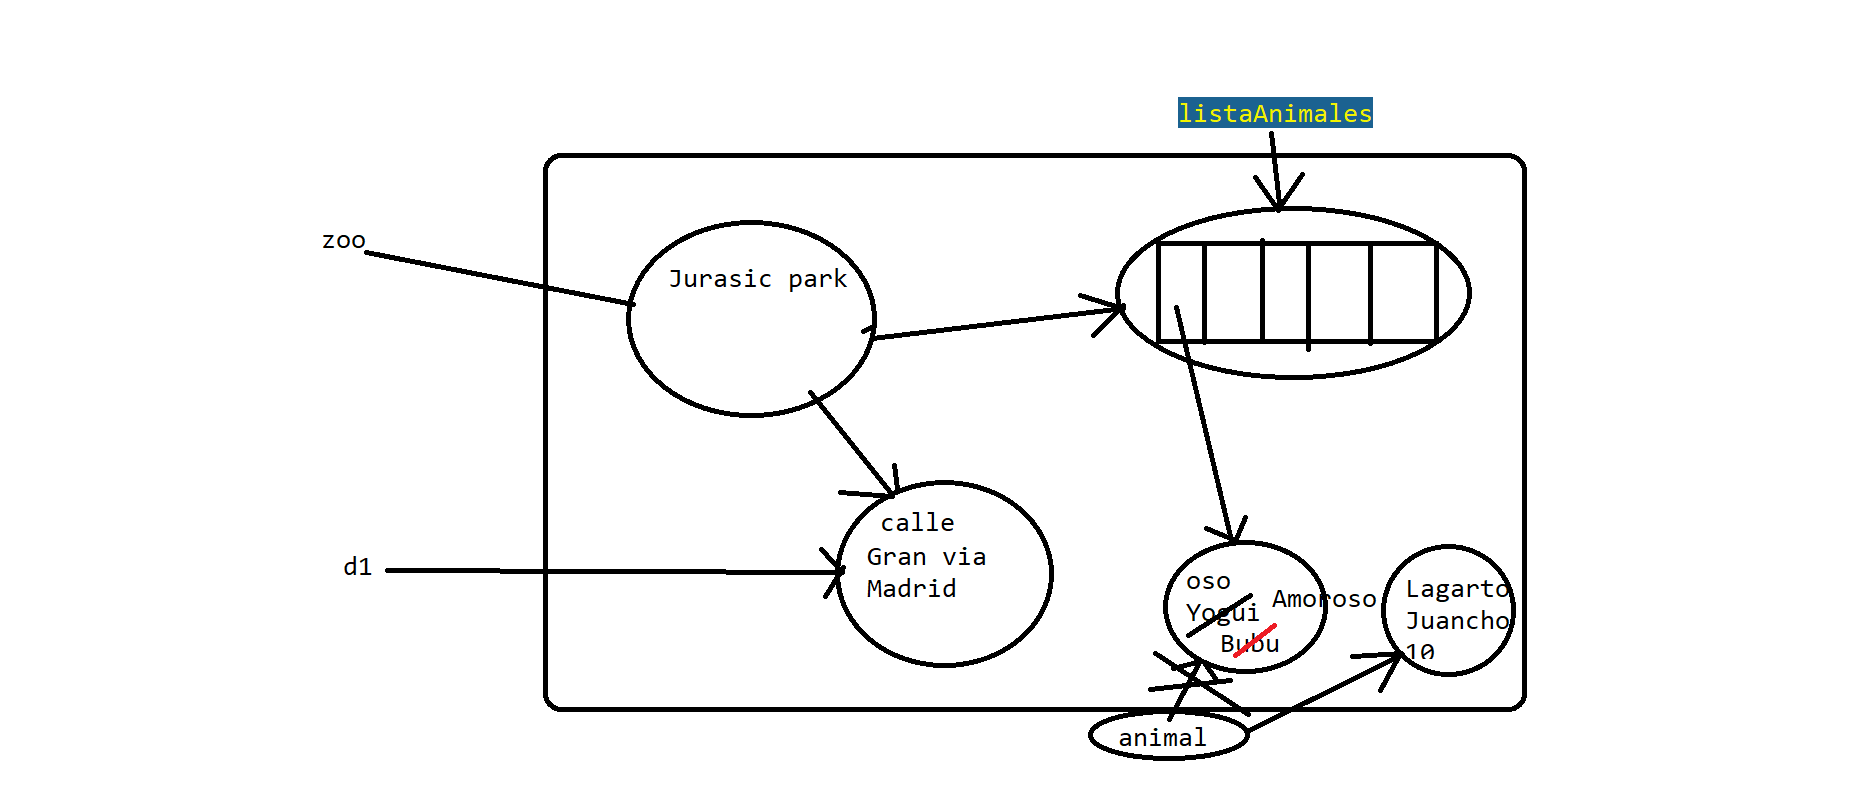 listaAnimales
zoo
Jurasic park
d1
calle
Gran via
Madrid
oso
Yogui
Amoroso
Bubu
Lagarto
Juancho
10
animal